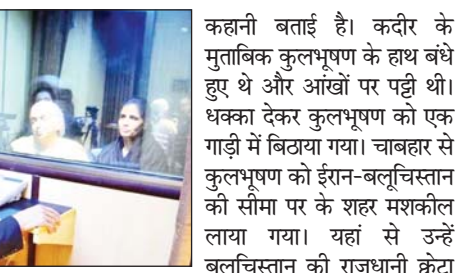 कहानी बताई है। कदीर के
मुताबिक कुलभूषण के हाथ बंधे
हुए थे और आंखों पर पट्टी थी।
धक्का देकर कुलभूषण को एक
गाड़ी में बिठाया गया। चाबहार से
कुलभूषण को ईरान-बलूचिस्तान
की सीमा पर के शहर मशकील
लाया गया। यहां से उन्हें
बलूचिस्तान की राजधानी क्वेटा